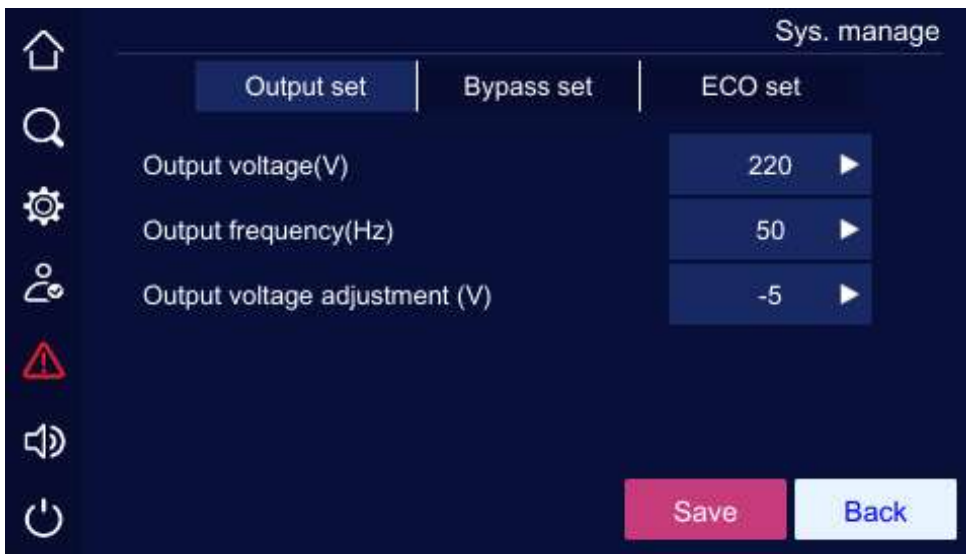 Sys. manage
Output set Bypass set ECO set
Output voltage(V) 220
Output frequency(Hz) 50
Output voltage adjustment (V) -5
Save Back